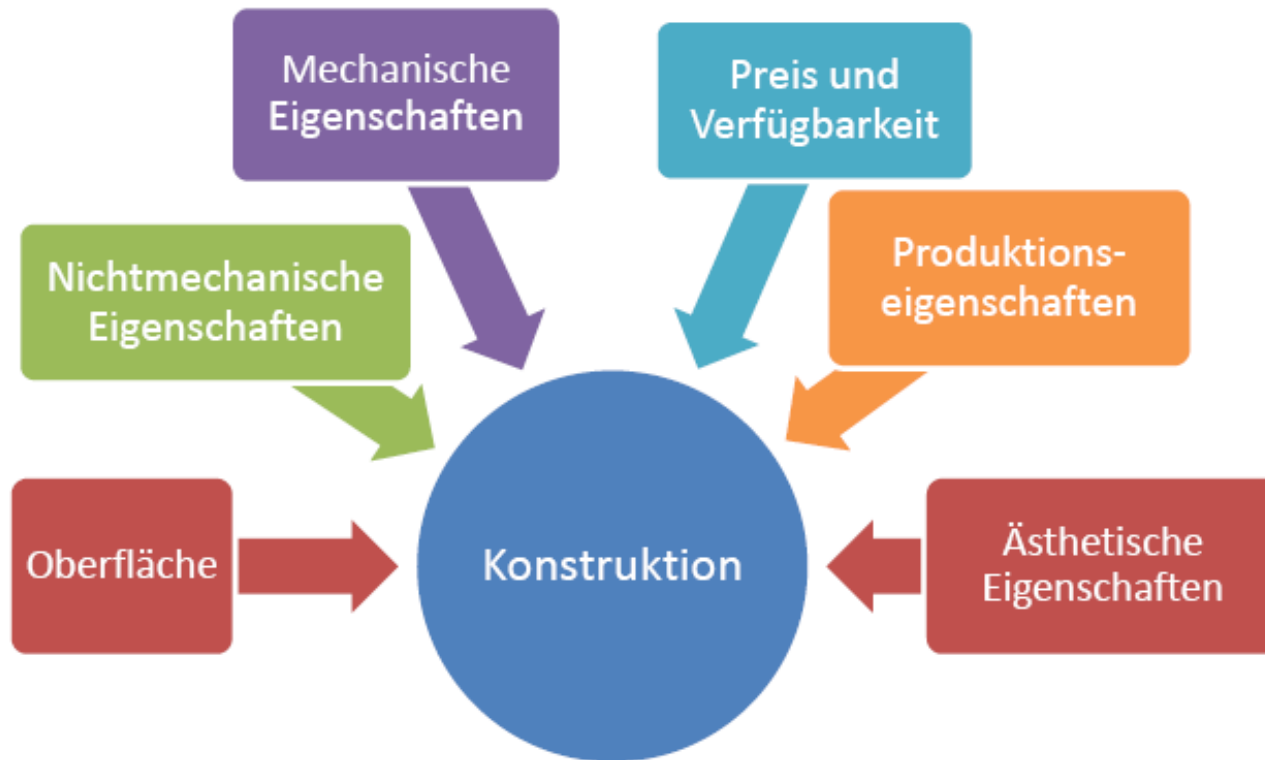 Mechanische
Eigenschaften
Preis und
Verfügbarkeit
Nichtmechanische
Eigenschaften
Produktions-
eigenschaften
Oberfläche
Konstruktion
Ästhetische
Eigenschaften